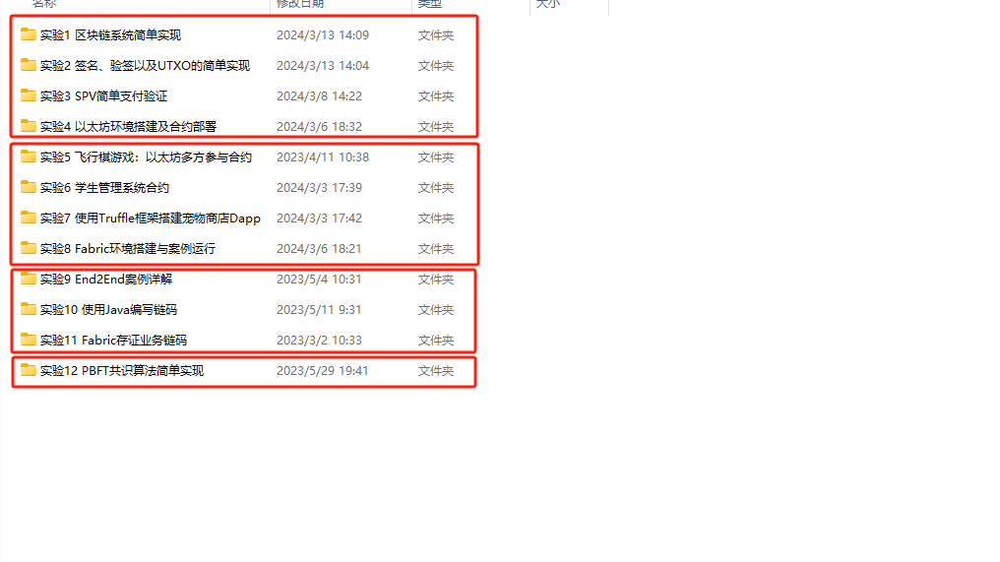 名称 修改日期 类型 大小
实验1 区块链系统简单实现 2024/3/13 14:09 文件夹
实验2 签名、验签以及UTXO的简单实现 2024/3/13 14:04 文件夹
实验3 SPV简单支付验证 2024/3/8 14:22 文件夹
实验4 以太坊环境搭建及合约部署 2024/3/6 18:32 文件夹
实验5 飞行棋游戏：以太坊多方参与合约 2023/4/11 10:38 文件夹
实验6 学生管理系统合约 2024/3/3 17:39 文件夹
实验7 使用Truffle框架搭建宠物商店Dapp 2024/3/3 17:42 文件夹
实验8 Fabric环境搭建与案例运行 2024/3/6 18:21 文件夹
实验9 End2End案例详解 2023/5/4 10:31 文件夹
实验10 使用Java编写链码 2023/5/11 9:31 文件夹
实验11 Fabric存证业务链码 2023/3/2 10:33 文件夹
实验12 PBFT共识算法简单实现 2023/5/29 19:41 文件夹